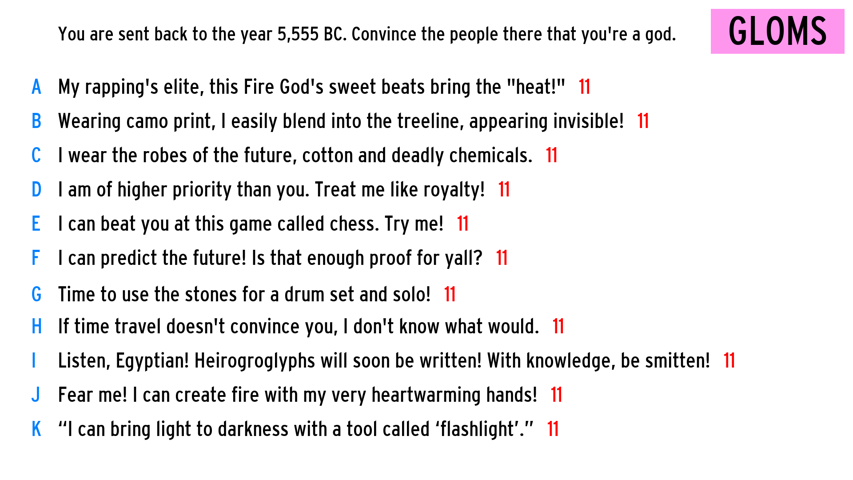 You are sent back to the year 5,555 BC. Convince the people there that you're a god.
GLOMS
A My rapping's elite, this Fire God's sweet beats bring the "heat!" 11
B Wearing camo print, I easily blend into the treeline, appearing invisible! 11
C I wear the robes of the future, cotton and deadly chemicals. 11
D I am of higher priority than you. Treat me like royalty! 11
E I can beat you at this game called chess. Try me! 11
F I can predict the future! Is that enough proof for yall? 11
G Time to use the stones for a drum set and solo! 11
H If time travel doesn't convince you, I don't know what would. 11
I Listen, Egyptian! Heirogroglyphs will soon be written! With knowledge, be smitten! 11
J Fear me! I can create fire with my very heartwarming hands! 11
K “I can bring light to darkness with a tool called ‘flashlight’.” 11